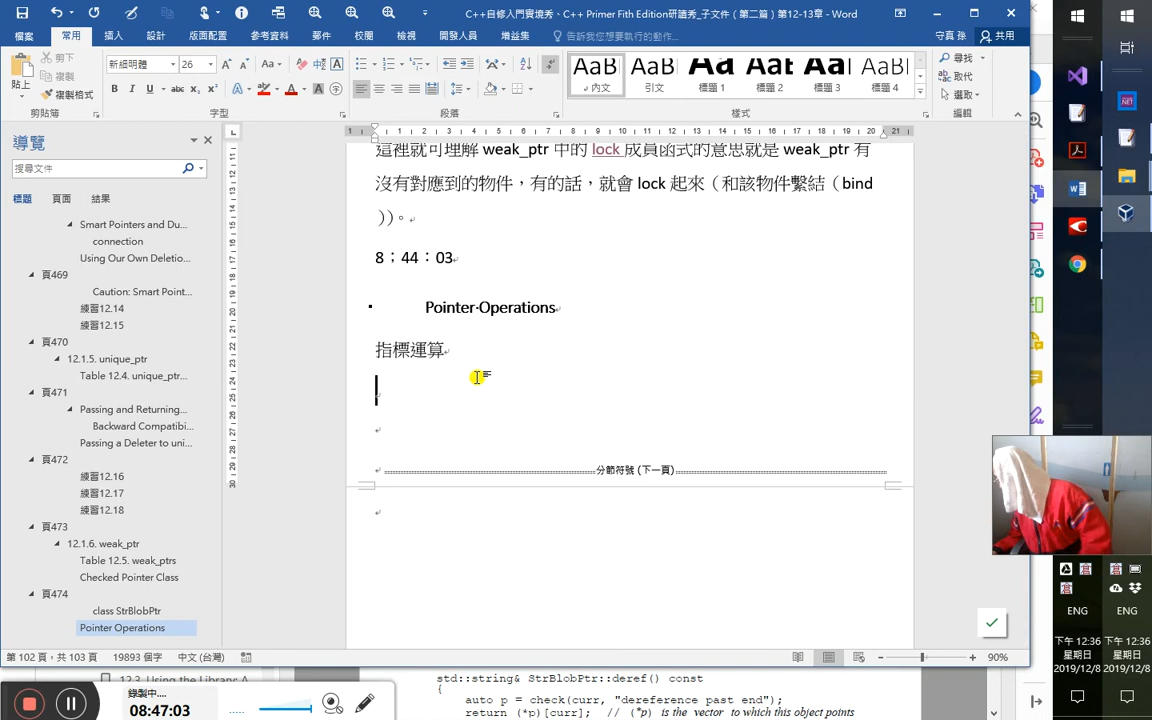 C++自修入門實境秀、C++ Primer Fith Edition研讀秀_子文件（第二篇）第12-13章 - Word
檔案 常用 插入 設計 版面配置 參考資料 郵件 校閱 檢視 開發人員 增益集 告訴我您想要執行的動作... 守真 孫 共用
貼上 剪下 複製 複製格式 剪貼簿
新細明體 26 字型
段落
AaB 內文 AaB 引文 Aa 標題 1 Aab 標題 2 Aal 標題 3 AaBl 標題 4 樣式
尋找 取代 選取 編輯
導覽
搜尋文件
標題 頁面 結果
Smart Pointers and Du...
connection
Using Our Own Deletio...
頁469
Caution: Smart Point...
練習12.14
練習12.15
頁470
12.1.5. unique_ptr
Table 12.4. unique_ptr...
頁471
Passing and Returning...
Backward Compatibi...
Passing a Deleter to uni...
頁472
練習12.16
練習12.17
練習12.18
頁473
12.1.6. weak_ptr
Table 12.5. weak_ptrs
Checked Pointer Class
頁474
class StrBlobPtr
Pointer Operations
這裡就可理解 weak_ptr 中的 lock 成員函式的意思就是 weak_ptr 有
沒有對應到的物件，有的話，就會 lock 起來（和該物件繫結（bind
））。
8；44：03
Pointer·Operations
指標運算
分節符號 (下一頁)
第 102 頁，共 103 頁 19893 個字 中文 (台灣) 90%
12.3. Using the Library: A
std::string& StrBlobPtr::deref() const
{
auto p = check(curr, "dereference past end");
return (*p)[curr]; // (*p) is the vector to which this object points
錄製中....
08:47:03
ENG ENG
下午 12:36 下午 12:36
星期日 星期日
2019/12/8 2019/12/8